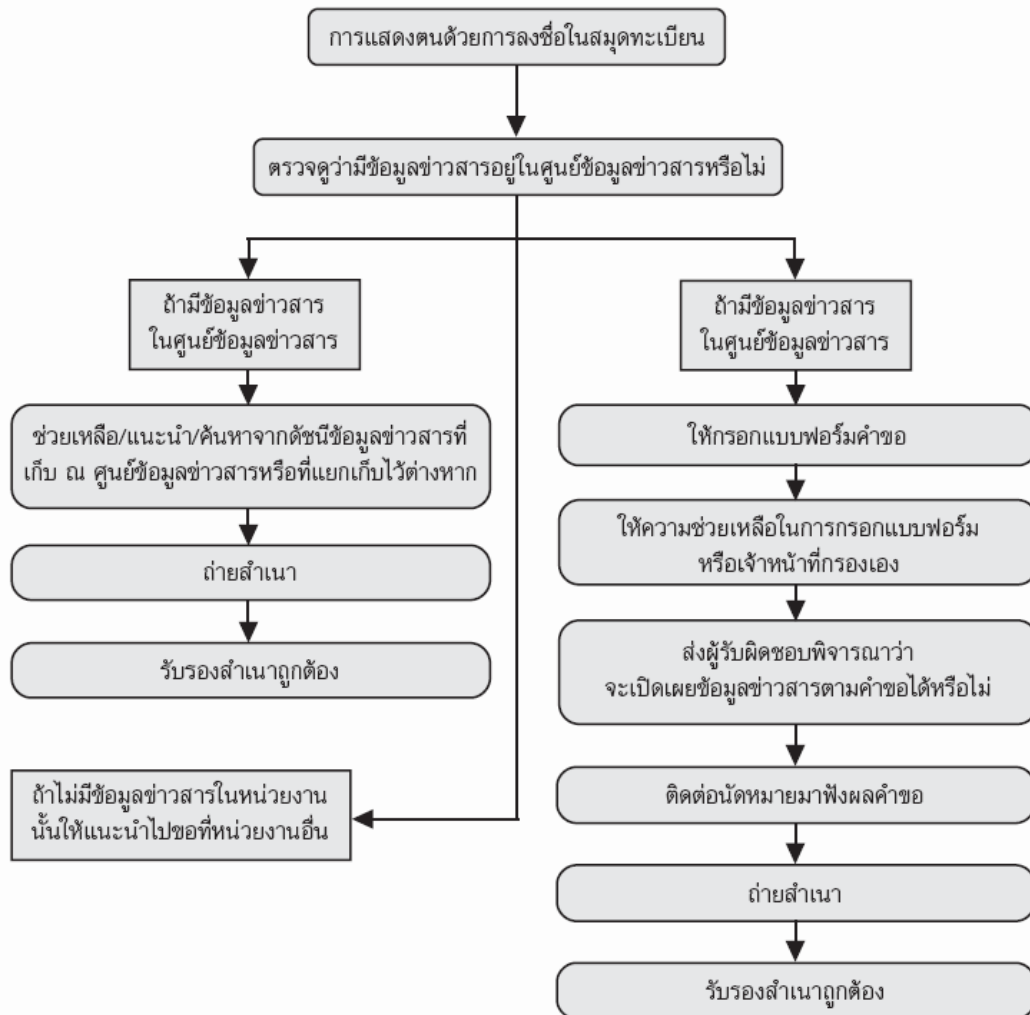 การแสดงตนด้วยการลงชื่อในสมุดทะเบียน
ตรวจดูว่ามีข้อมูลข่าวสารอยู่ในศูนย์ข้อมูลข่าวสารหรือไม่
ถ้ามีข้อมูลข่าวสาร
ในศูนย์ข้อมูลข่าวสาร
ช่วยเหลือ/แนะนำ/ค้นหาจากดัชนีข้อมูลข่าวสารที่
เก็บ ณ ศูนย์ข้อมูลข่าวสารหรือที่แยกเก็บไว้ต่างหาก
ถ่ายสำเนา
รับรองสำเนาถูกต้อง
ถ้าไม่มีข้อมูลข่าวสารในหน่วยงาน
นั้นให้แนะนำไปขอที่หน่วยงานอื่น
ถ้ามีข้อมูลข่าวสาร
ในศูนย์ข้อมูลข่าวสาร
ให้กรอกแบบฟอร์มคำขอ
ให้ความช่วยเหลือในการกรอกแบบฟอร์ม
หรือเจ้าหน้าที่กรองเอง
ส่งผู้รับผิดชอบพิจารณาว่า
จะเปิดเผยข้อมูลข่าวสารตามคำขอได้หรือไม่
ติดต่อนัดหมายมาฟังผลคำขอ
ถ่ายสำเนา
รับรองสำเนาถูกต้อง